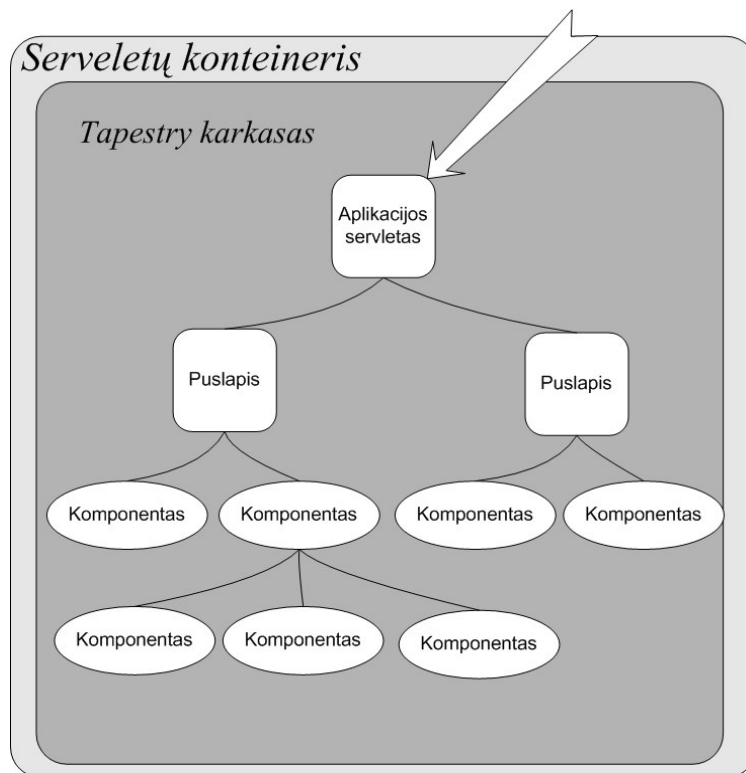 Serveletų konteineris
Tapestry karkasas
Aplikacijos
servletas
Puslapis
Puslapis
Komponentas
Komponentas
Komponentas
Komponentas
Komponentas
Komponentas
Komponentas